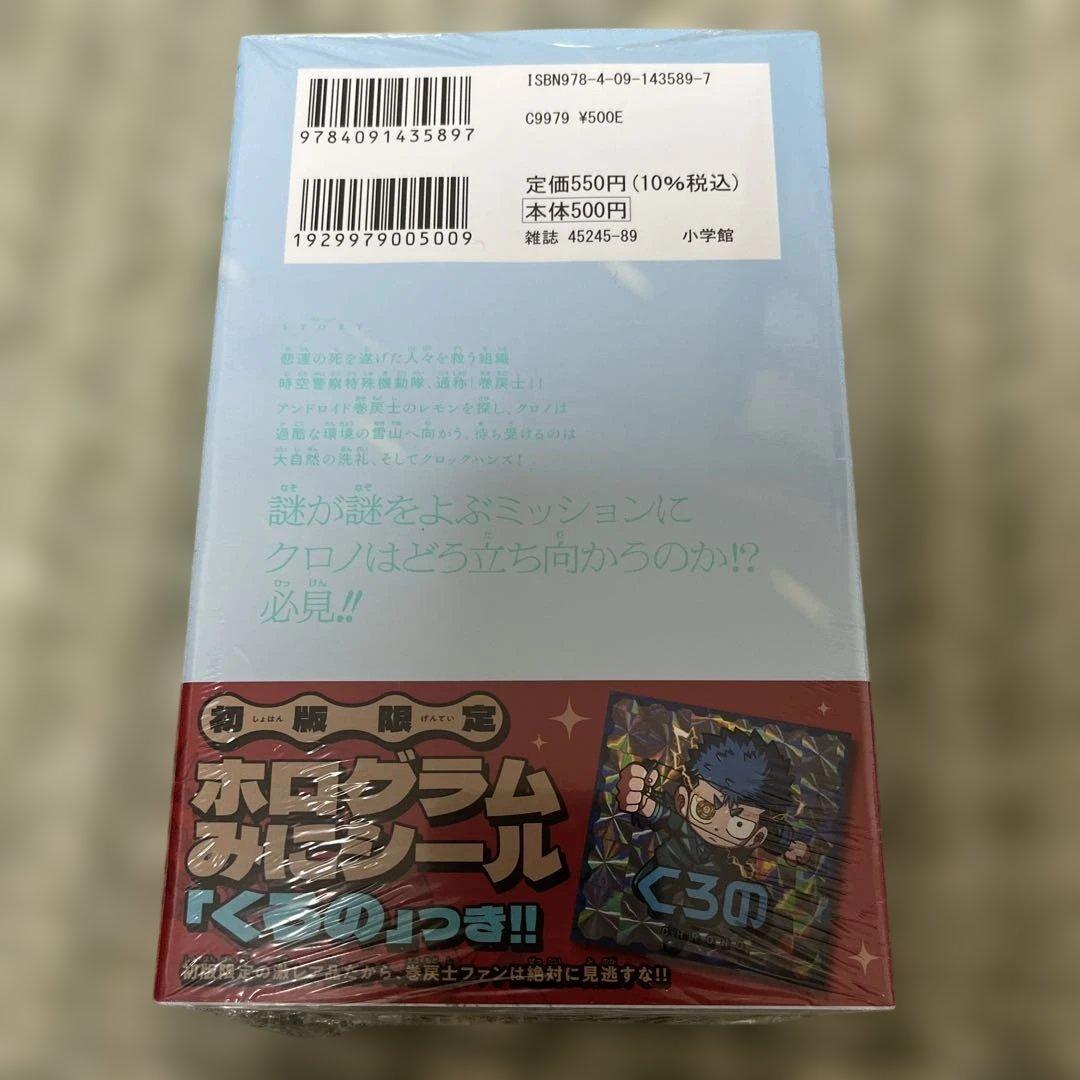 ISBN978-4-09-143589-7
9784091435897
C9979 ¥500E
定価550円(10%税込)
本体500円
1929979005009
雑誌 45245-89 小学館
STORY
悲運の死を遂げた人々を救う組織
時空警察特殊機動隊、通称「巻戻士」!
アンドロイド巻戻士のレモンを探し、クロノは
過酷な環境の雪山へ向かう。待ち受けるのは
大自然の洗礼、そしてクロックハンズ!
謎が謎をよぶミッションに
クロノはどう立ち向かうのか!?
必見!!
初版限定
ホログラム
みにシール
「くろの」つき!!
くろの
初版限定の激レア品だから、巻戻士ファンは絶対に見逃すな!!